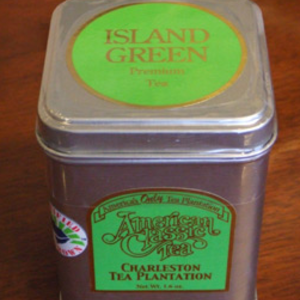 ISLAND
GREEN
Premium
Tea
America's Only Tea Plantation
American
Classic
Tea
CHARLESTON
TEA PLANTATION